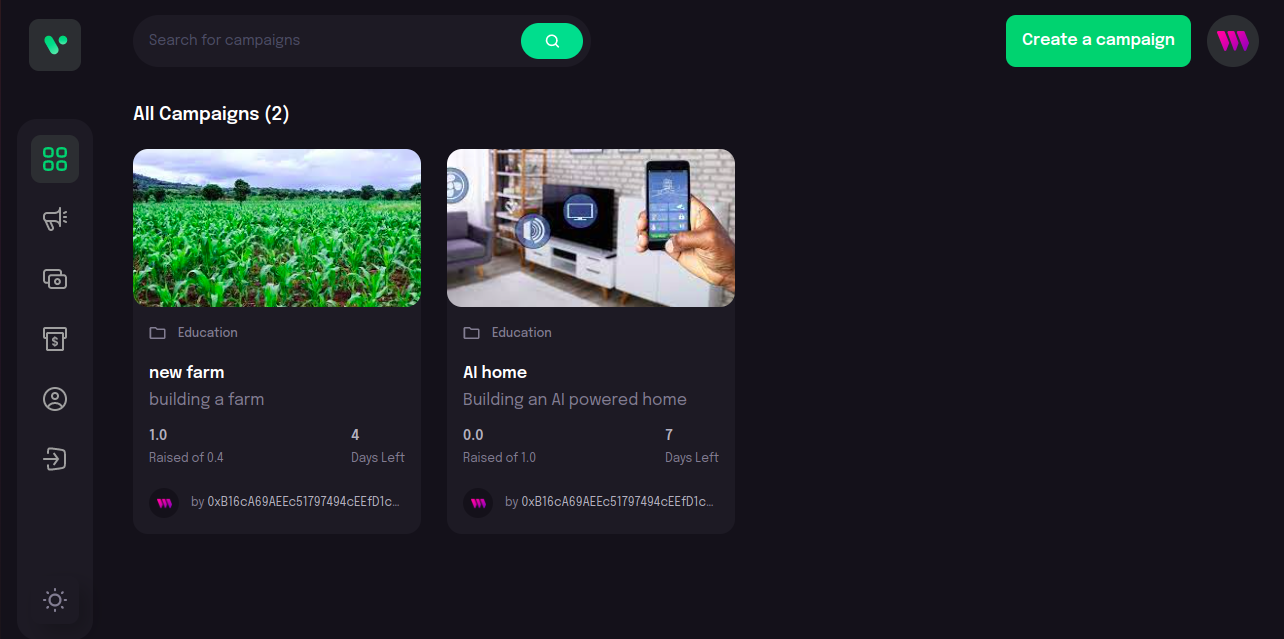 Search for campaigns
Create a campaign
All Campaigns (2)
Education
new farm
building a farm
1.0
4
Raised of 0.4
Days Left
by 0xB16cA69AEEc51797494cEEfD1c...
Education
AI home
Building an AI powered home
0.0
7
Raised of 1.0
Days Left
by 0xB16cA69AEEc51797494cEEfD1c...